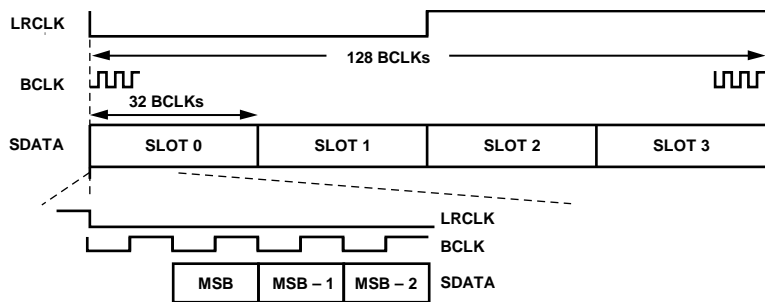 LRCLK
128 BCLKs
BCLK
32 BCLKs
SDATA
SLOT 0
SLOT 1
SLOT 2
SLOT 3
LRCLK
BCLK
MSB
MSB – 1
MSB – 2
SDATA